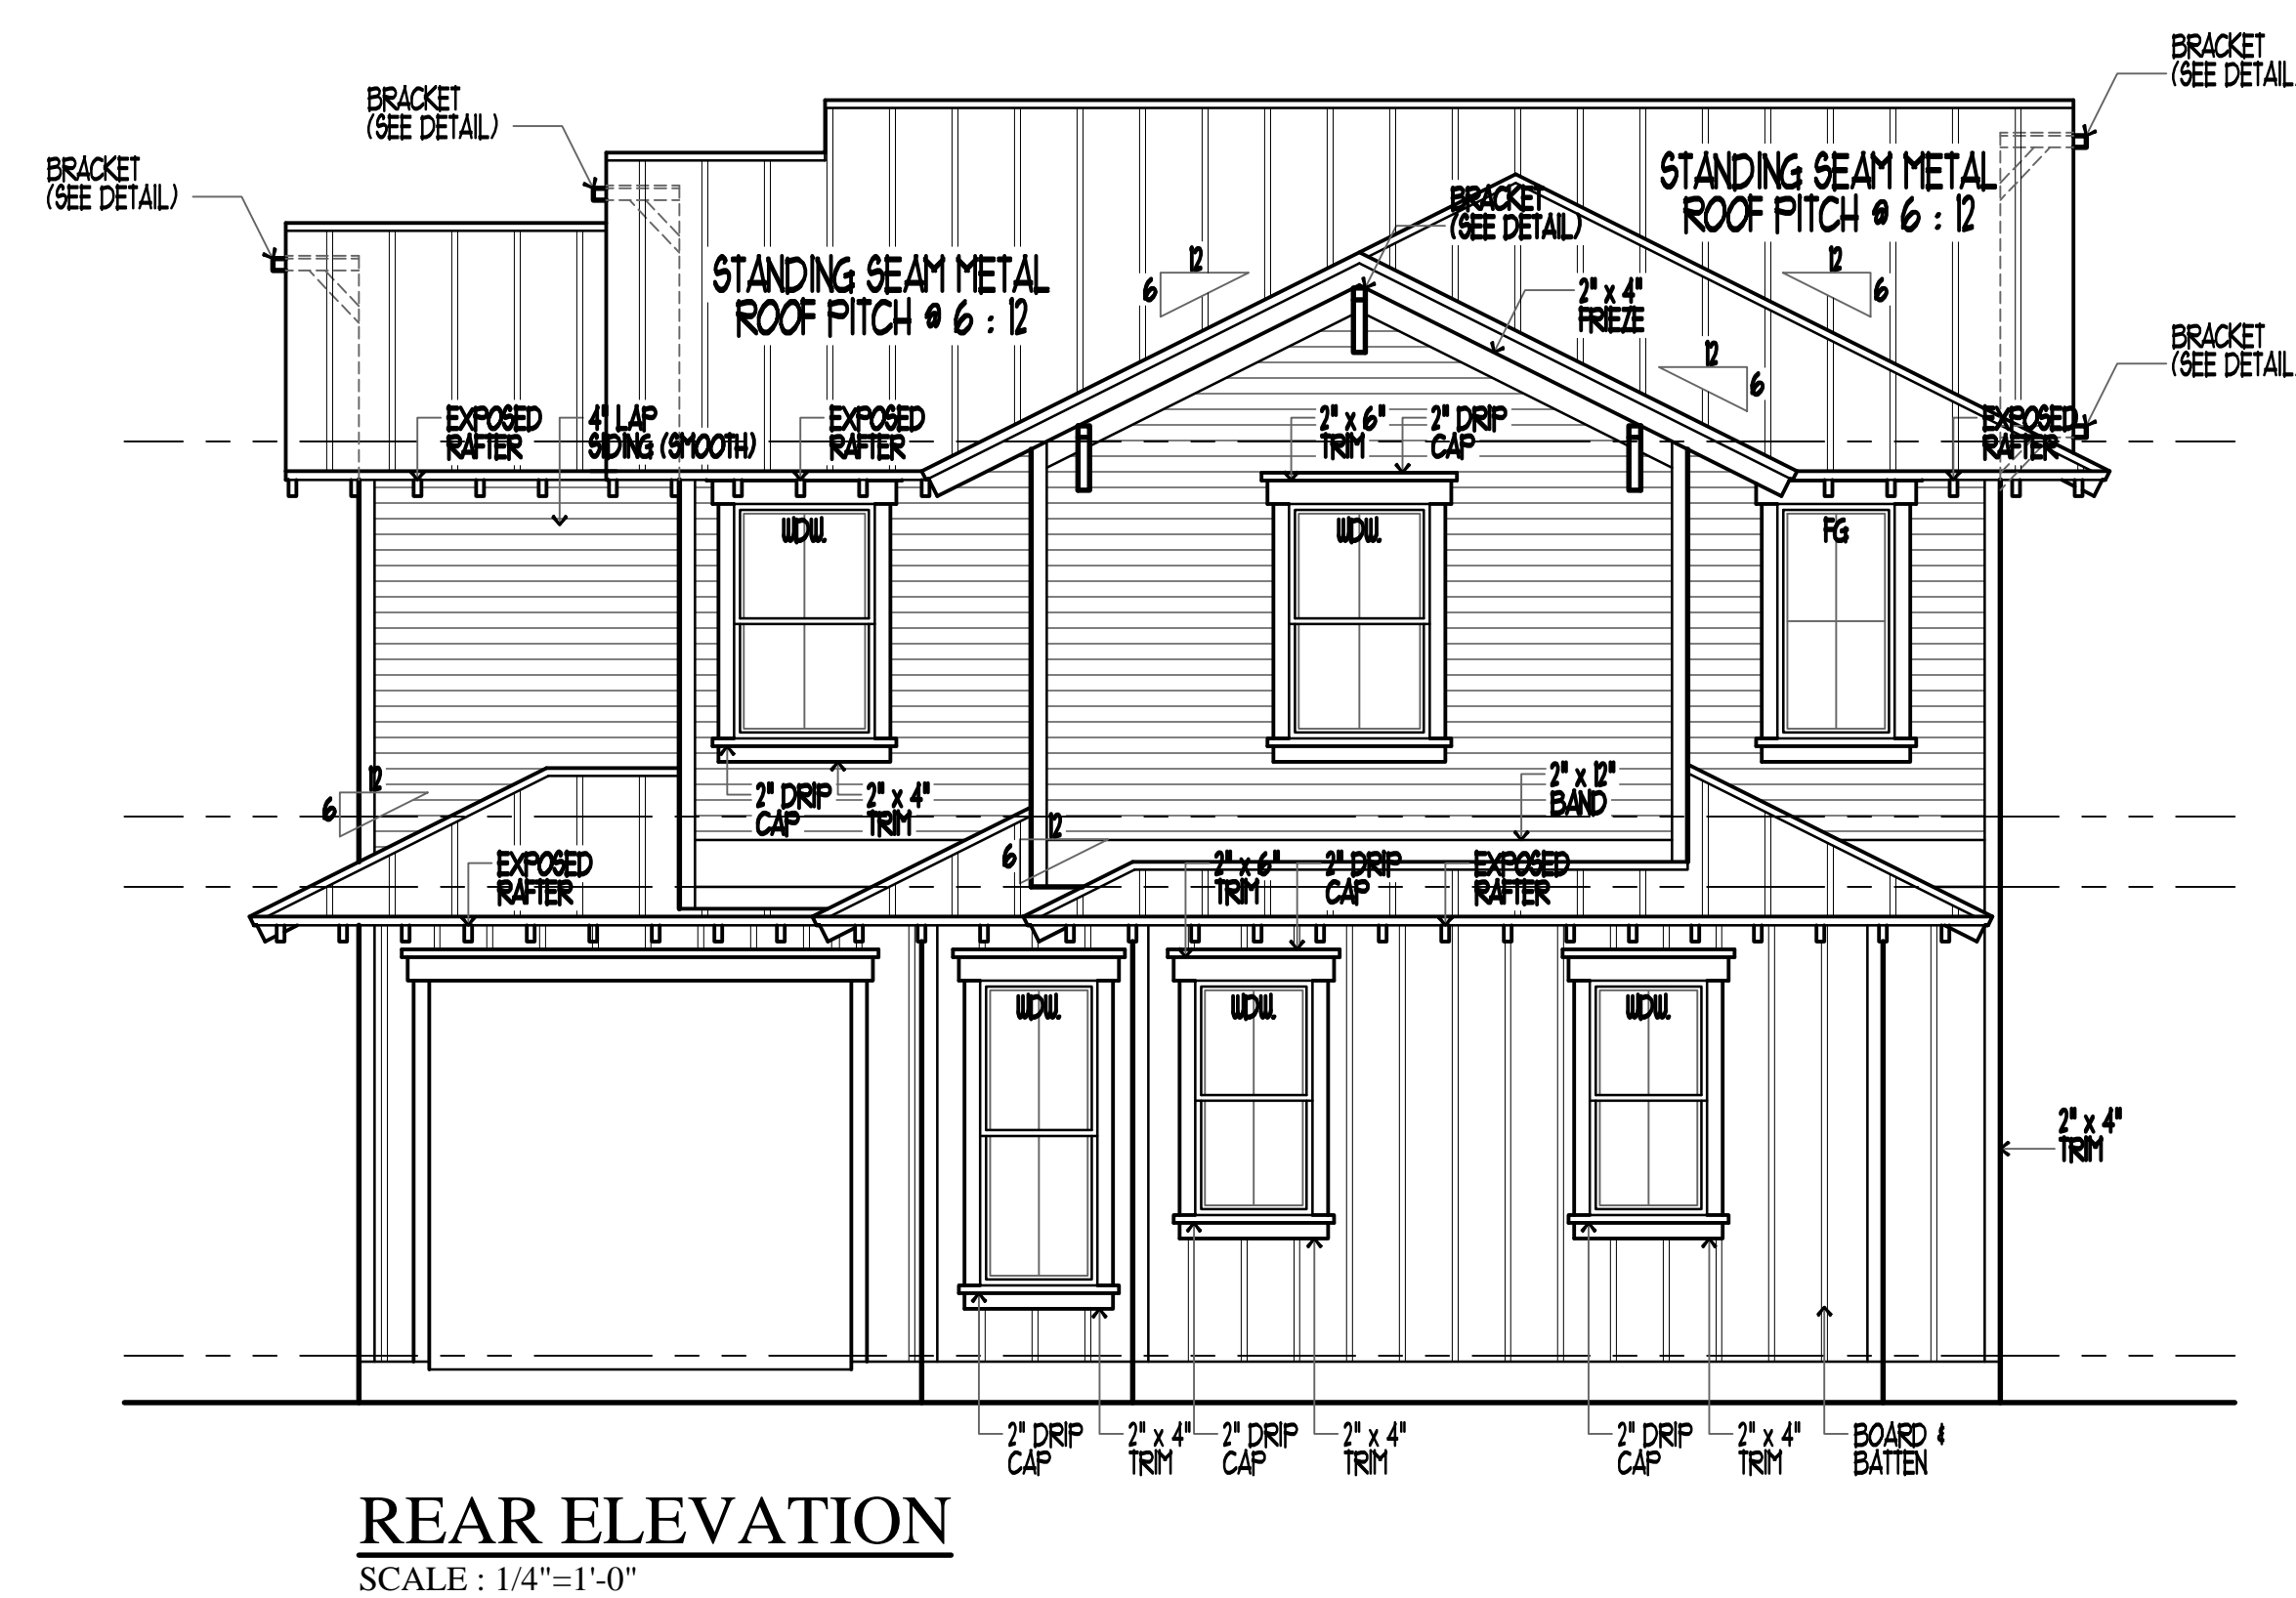 BRACKET
(SEE DETAIL
BRACKET
(SEE DETAIL)
BRACKET
(SEE DETAIL)
STANDING SEAM METAL
ROOF PITCH @ 6 : 12
BRACKET
(SEE DETAIL)
STANDING SEAM METAL
ROOF PITCH @ 6 : 12
12
6
12
6
2" x 4"
FRIEZE
BRACKET
(SEE DETAIL
12
6
EXPOSED
RAFTER
4" LAP
SIDING (SMOOTH)
EXPOSED
RAFTER
2" x 6"
TRIM
2" DRIP
CAP
EXPOSED
RAFTER
WDW.
WDW.
FG
12
6
2" DRIP
CAP
2" x 4"
TRIM
2" x 12"
BAND
12
6
EXPOSED
RAFTER
2" x 6"
TRIM
2" DRIP
CAP
EXPOSED
RAFTER
WDW.
WDW.
WDW.
2" x 4"
TRIM
2" DRIP
CAP
2" x 4"
TRIM
2" DRIP
CAP
2" x 4"
TRIM
2" DRIP
CAP
2" x 4"
TRIM
BOARD &
BATTEN
REAR ELEVATION
SCALE : 1/4"=1'-0"